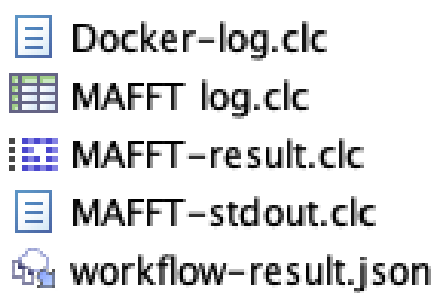 Docker-log.clc
MAFFT log.clc
MAFFT-result.clc
MAFFT-stdout.clc
workflow-result.json